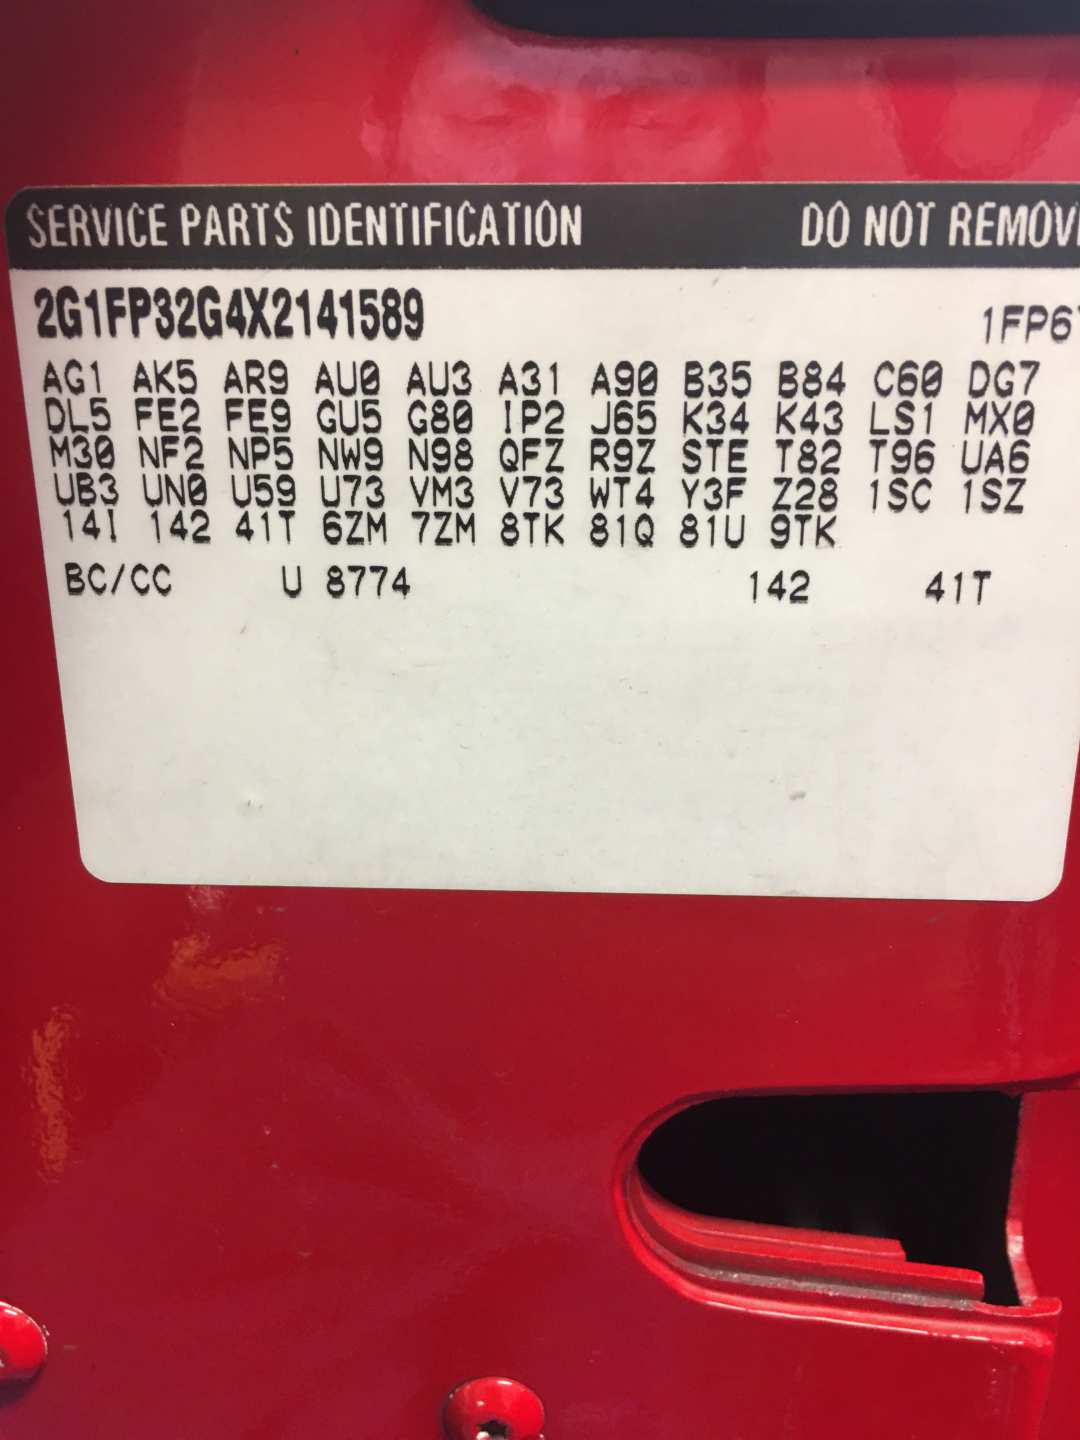 SERVICE PARTS IDENTIFICATION DO NOT REMOVE
2G1FP32G4X2141589 1FP67
AG1 AK5 AR9 AU0 AU3 A31 A90 B35 B84 C60 DG7
DL5 FE2 FE9 GU5 G80 IP2 J65 K34 K43 LS1 MX0
M30 NF2 NP5 NW9 N98 QFZ R9Z STE T82 T96 UA6
UB3 UN0 U59 U73 VM3 V73 WT4 Y3F Z28 1SC 1SZ
14I 142 41T 6ZM 7ZM 8TK 81Q 81U 9TK
BC/CC U 8774 142 41T